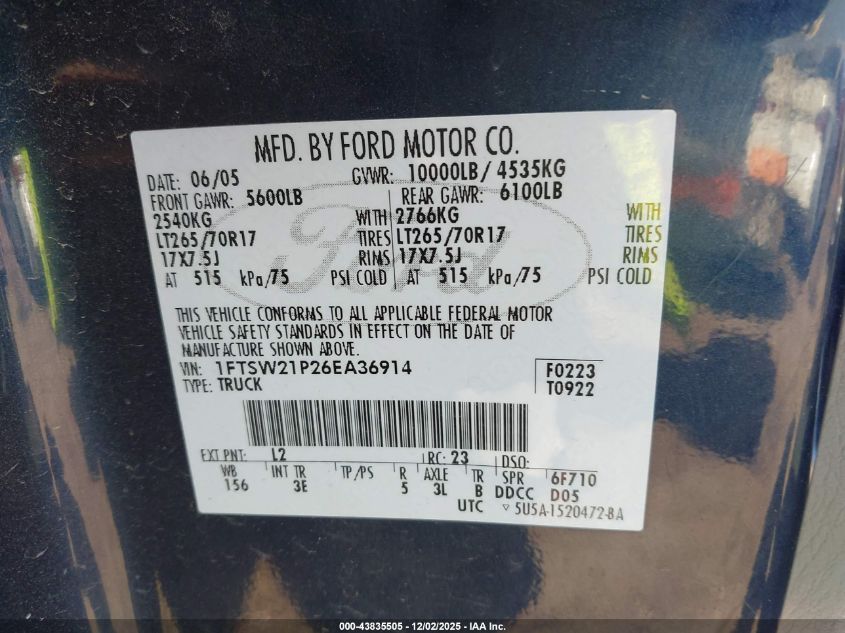 MFD. BY FORD MOTOR CO.
DATE: 06/05 GVWR: 10000LB/ 4535KG
FRONT GAWR: 5600LB REAR GAWR: 6100LB
2540KG WITH 2766KG WITH
LT265/70R17 TIRES LT265/70R17 TIRES
17X7.5J RIMS 17X7.5J RIMS
AT 515 kPa/75 PSI COLD AT 515 kPa/75 PSI COLD
Ford
THIS VEHICLE CONFORMS TO ALL APPLICABLE FEDERAL MOTOR
VEHICLE SAFETY STANDARDS IN EFFECT ON THE DATE OF
MANUFACTURE SHOWN ABOVE.
VIN: 1FTSW21P26EA36914 F0223
TYPE: TRUCK T0922
EXT PNT: L2 RC: 23 DSO:
WB INT TR TP/PS R AXLE TR SPR 6F710
156 3E 5 3L B DDCC D05
UTC ▽ 5U5A-1520472-BA
000-43835505 - 12/02/2025 - IAA Inc.